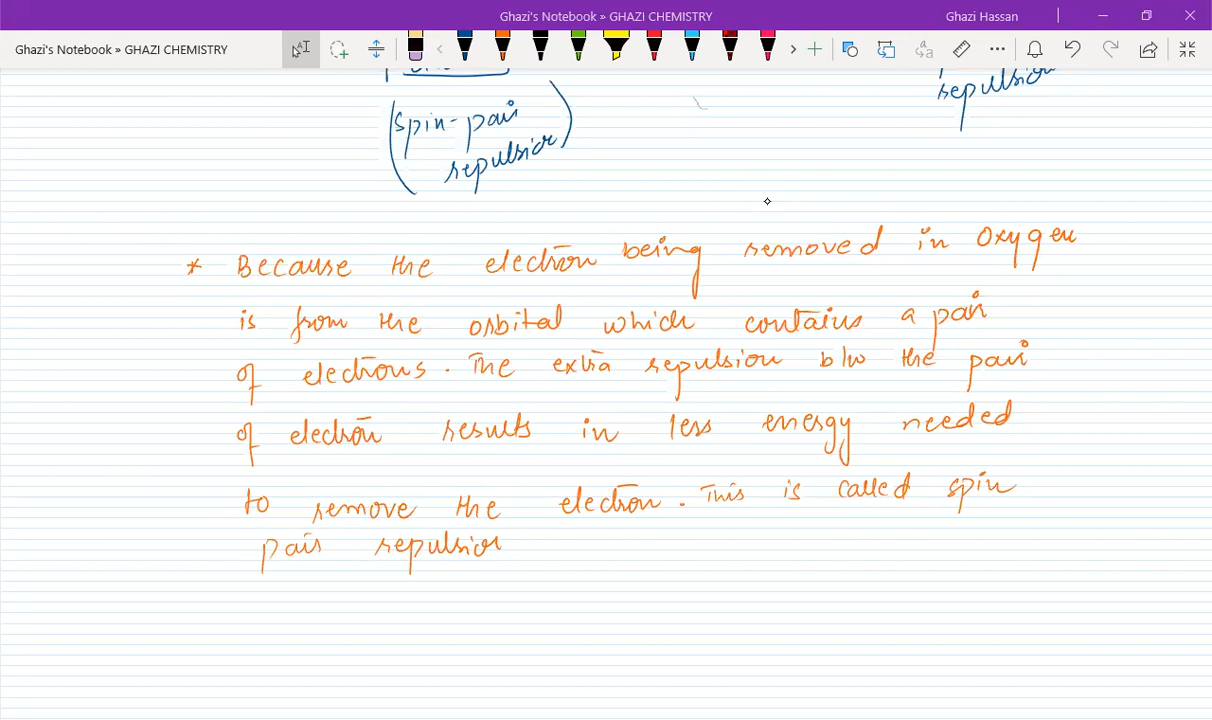 Ghazi's Notebook » GHAZI CHEMISTRY
Ghazi Hassan
Ghazi's Notebook » GHAZI CHEMISTRY
repulsion
(spin-pair
repulsion)
* Because the electron being removed in oxygen
is from the orbital which contains a pair
of electrons. The extra repulsion b/w the pair
of electron results in less energy needed
to remove the electron. This is called spin
pair repulsion